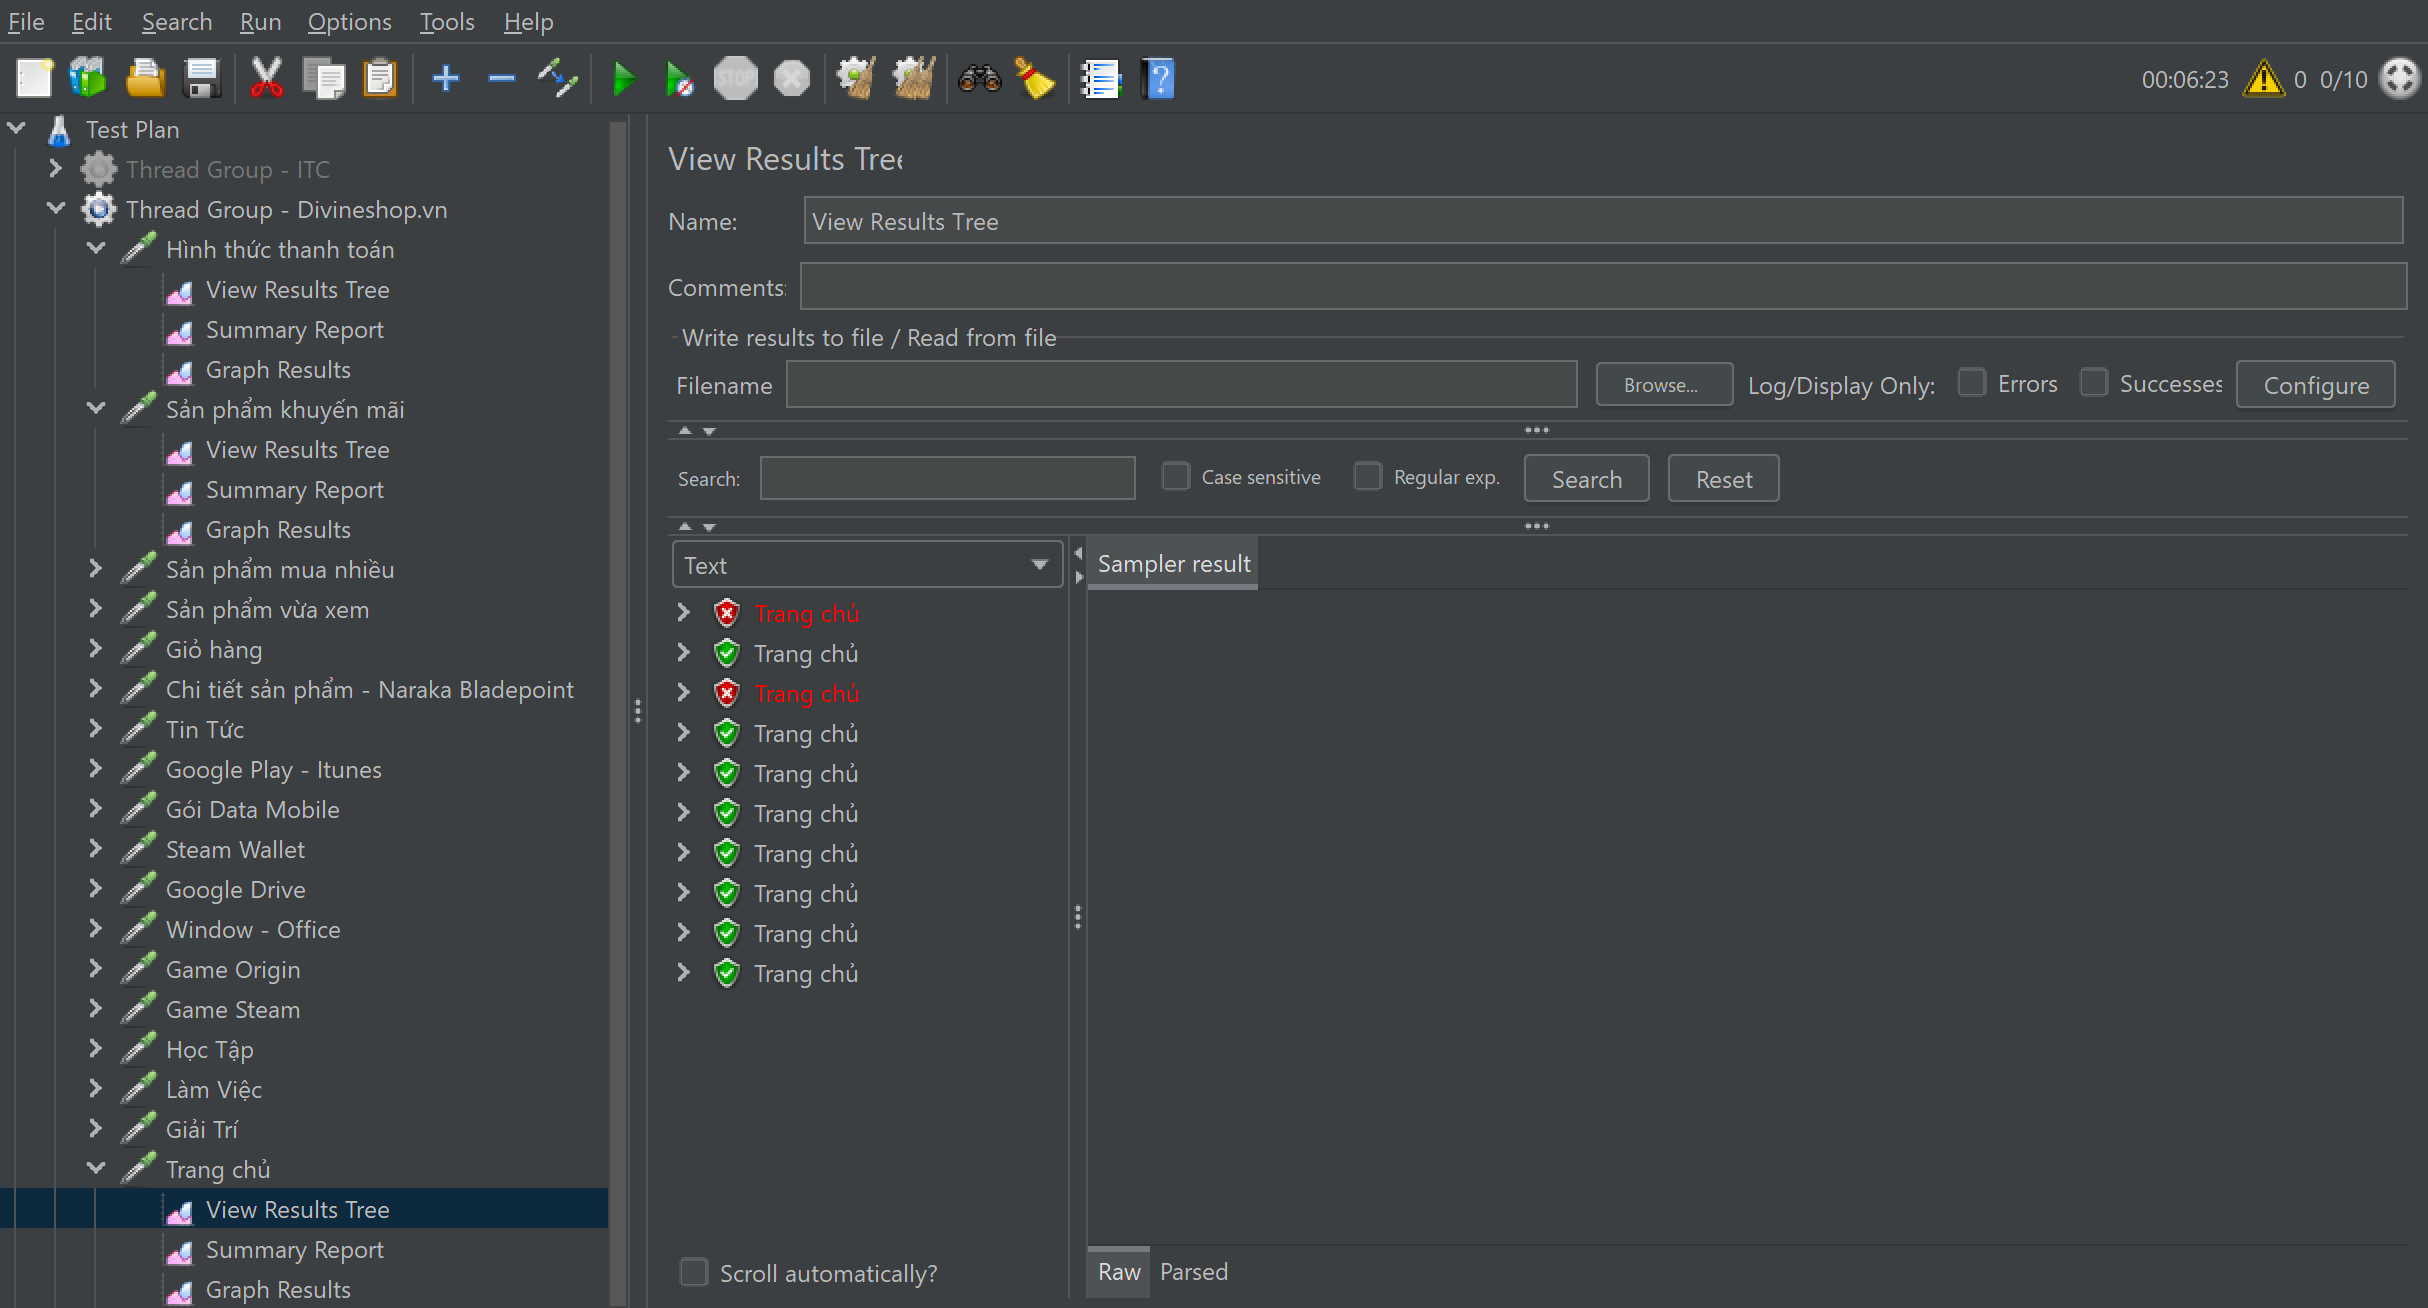 File Edit Search Run Options Tools Help
STOP
00:06:23 0 0/10
Test Plan
Thread Group - ITC
Thread Group - Divineshop.vn
Hình thức thanh toán
View Results Tree
Summary Report
Graph Results
Sản phẩm khuyến mãi
View Results Tree
Summary Report
Graph Results
Sản phẩm mua nhiều
Sản phẩm vừa xem
Giỏ hàng
Chi tiết sản phẩm - Naraka Bladepoint
Tin Tức
Google Play - Itunes
Gói Data Mobile
Steam Wallet
Google Drive
Window - Office
Game Origin
Game Steam
Học Tập
Làm Việc
Giải Trí
Trang chủ
View Results Tree
Summary Report
Graph Results
View Results Tree
Name: View Results Tree
Comments:
Write results to file / Read from file
Filename Browse... Log/Display Only: Errors Successes Configure
Search: Case sensitive Regular exp. Search Reset
Text
Trang chủ
Trang chủ
Trang chủ
Trang chủ
Trang chủ
Trang chủ
Trang chủ
Trang chủ
Trang chủ
Trang chủ
Scroll automatically?
Sampler result
Raw Parsed